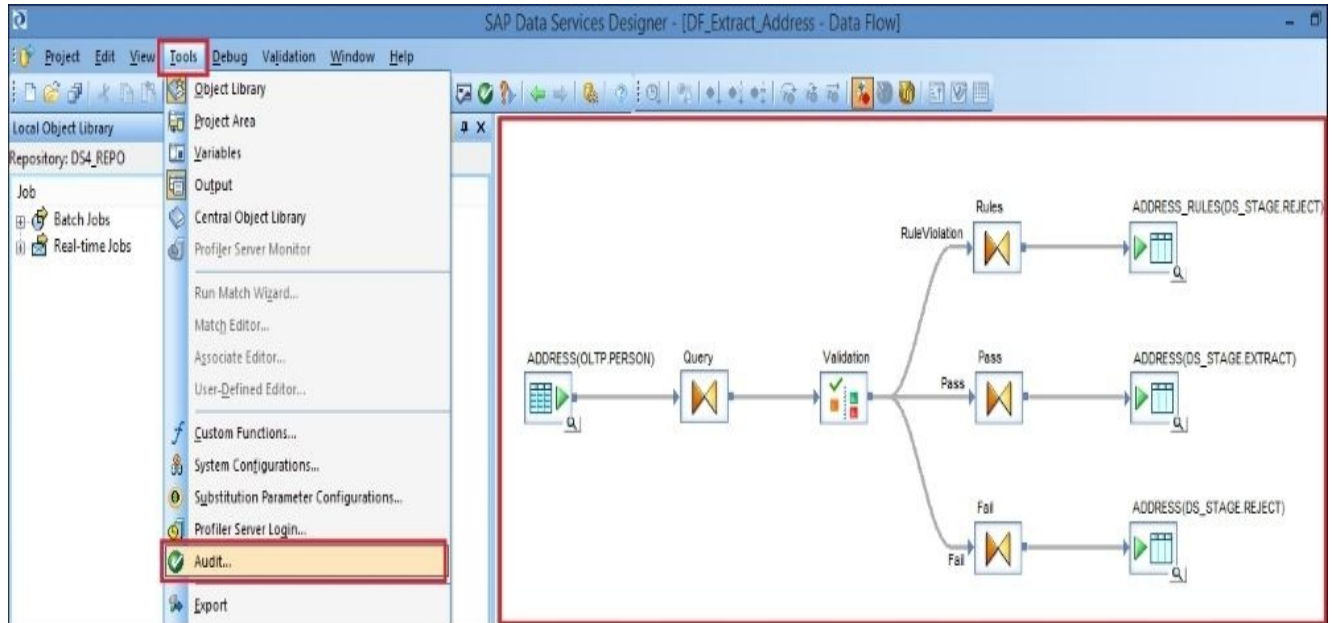 SAP Data Services Designer - [DF_Extract_Address - Data Flow]
Project Edit View Tools Debug Validation Window Help
Local Object Library
Repository: DS4_REPO
Job
Batch Jobs
Real-time Jobs
Object Library
Project Area
Variables
Output
Central Object Library
Profiler Server Monitor
Run Match Wizard...
Match Editor...
Associate Editor...
User-Defined Editor...
Custom Functions...
System Configurations...
Substitution Parameter Configurations...
Profiler Server Login...
Audit...
Export
ADDRESS(OLTP.PERSON)
Query
Validation
RuleViolation
Rules
ADDRESS_RULES(DS_STAGE.REJECT)
Pass
Pass
ADDRESS(DS_STAGE.EXTRACT)
Fail
Fail
ADDRESS(DS_STAGE.REJECT)